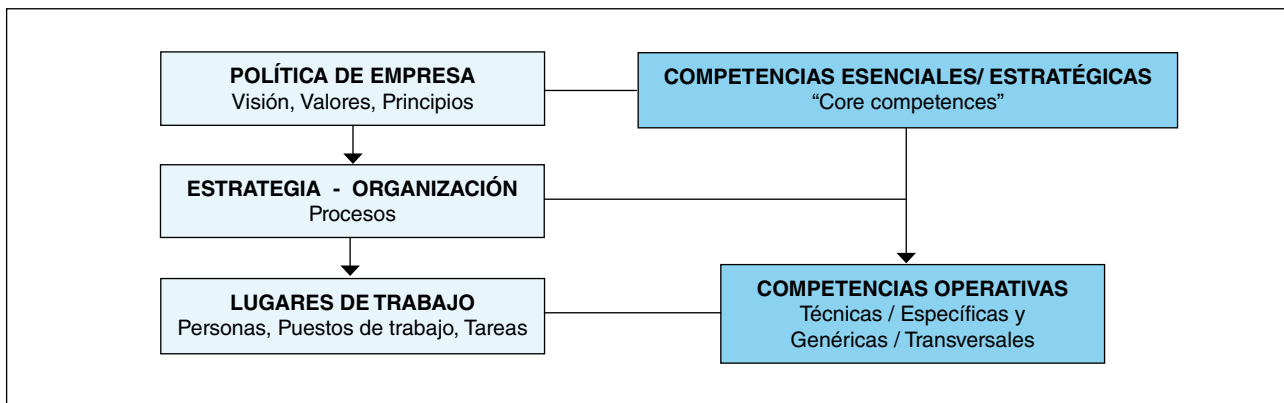 POLÍTICA DE EMPRESA
Visión, Valores, Principios
COMPETENCIAS ESENCIALES/ ESTRATÉGICAS
“Core competences”
ESTRATEGIA - ORGANIZACIÓN
Procesos
LUGARES DE TRABAJO
Personas, Puestos de trabajo, Tareas
COMPETENCIAS OPERATIVAS
Técnicas / Específicas y
Genéricas / Transversales